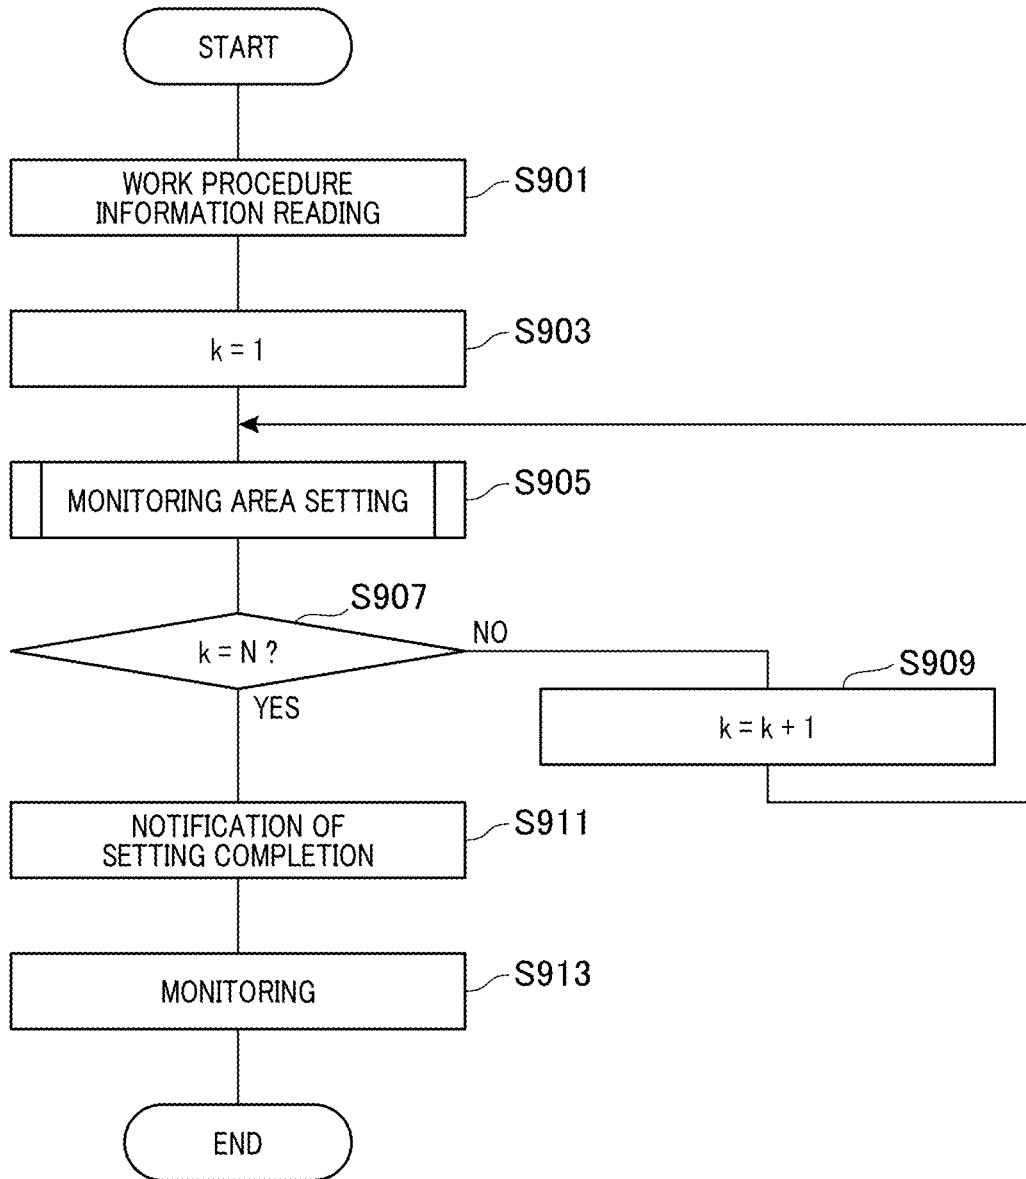 START
WORK PROCEDURE
INFORMATION READING
S901
k = 1
S903
MONITORING AREA SETTING
S905
S907
k = N ?
NO
YES
S909
k = k + 1
NOTIFICATION OF
SETTING COMPLETION
S911
MONITORING
S913
END